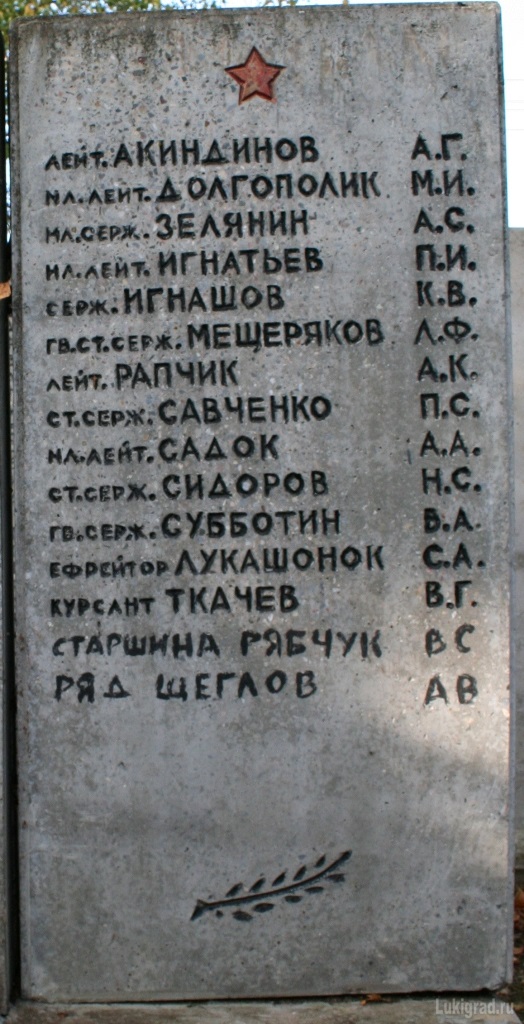 ЛЕЙТ. АКИНДИНОВ А.Г.
МЛ.ЛЕЙТ. ДОЛГОПОЛИК М.И.
МЛ.СЕРЖ. ЗЕЛЯНИН А.С.
МЛ.ЛЕЙТ. ИГНАТЬЕВ П.И.
СЕРЖ. ИГНАШОВ К.В.
ГВ.СТ.СЕРЖ. МЕЩЕРЯКОВ Л.Ф.
ЛЕЙТ. РАПЧИК А.К.
СТ.СЕРЖ. САВЧЕНКО П.С.
МЛ.ЛЕЙТ. САДОК А.Д.
СТ.СЕРЖ. СИДОРОВ Н.С.
ГВ.СЕРЖ. СУББОТИН В.А.
ЕФРЕЙТОР ЛУКАШОНОК С.А.
КУРСАНТ ТКАЧЕВ В.Г.
СТАРШИНА РЯБЧУК ВС
РЯД ЩЕГЛОВ АВ
Lukigrad.ru